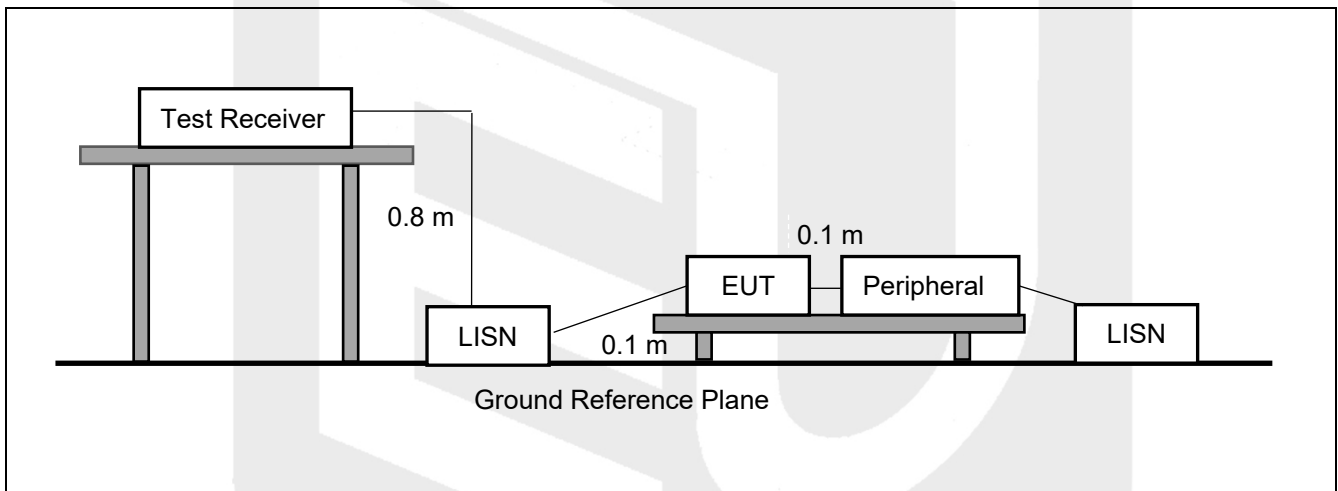 Test Receiver
0.8 m
0.1 m
EUT
Peripheral
LISN
0.1 m
LISN
Ground Reference Plane